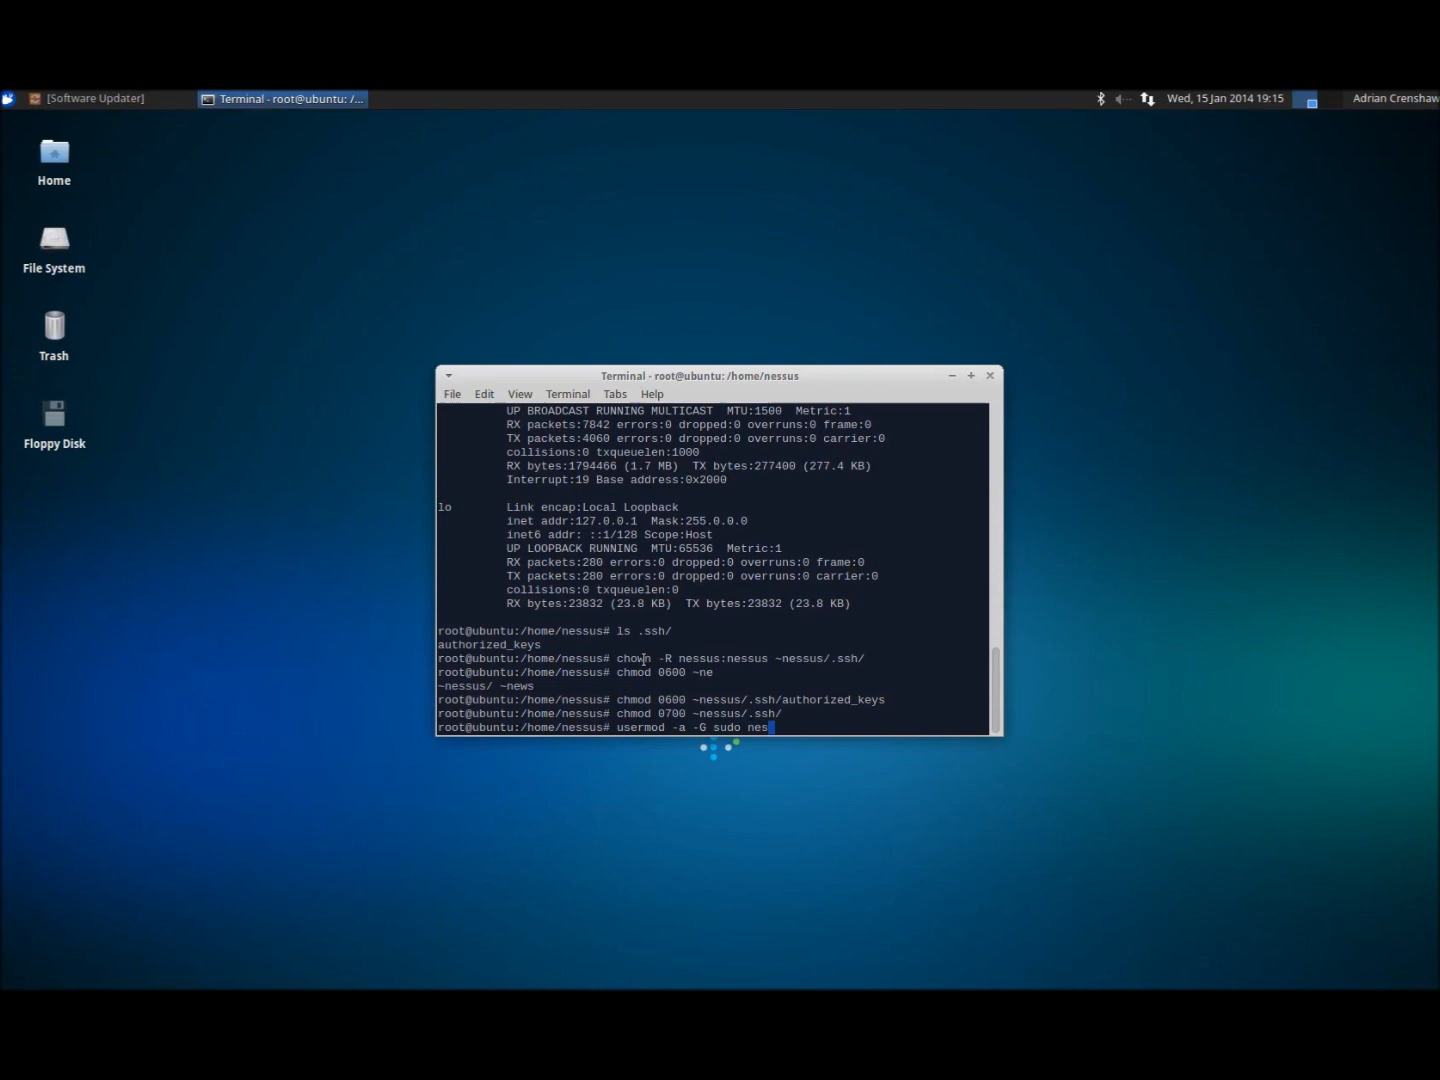 [Software Updater]
Terminal - root@ubuntu: /...
Wed, 15 Jan 2014 19:15
Adrian Crenshaw
Home
File System
Trash
Floppy Disk
Terminal - root@ubuntu: /home/nessus
File Edit View Terminal Tabs Help
UP BROADCAST RUNNING MULTICAST  MTU:1500  Metric:1
RX packets:7842 errors:0 dropped:0 overruns:0 frame:0
TX packets:4060 errors:0 dropped:0 overruns:0 carrier:0
collisions:0 txqueuelen:1000
RX bytes:1794466 (1.7 MB)  TX bytes:277400 (277.4 KB)
Interrupt:19 Base address:0x2000
lo        Link encap:Local Loopback
inet addr:127.0.0.1  Mask:255.0.0.0
inet6 addr: ::1/128 Scope:Host
UP LOOPBACK RUNNING  MTU:65536  Metric:1
RX packets:280 errors:0 dropped:0 overruns:0 frame:0
TX packets:280 errors:0 dropped:0 overruns:0 carrier:0
collisions:0 txqueuelen:0
RX bytes:23832 (23.8 KB)  TX bytes:23832 (23.8 KB)
root@ubuntu:/home/nessus# ls .ssh/
authorized_keys
root@ubuntu:/home/nessus# chown -R nessus:nessus ~nessus/.ssh/
root@ubuntu:/home/nessus# chmod 0600 ~ne
~nessus/ ~news
root@ubuntu:/home/nessus# chmod 0600 ~nessus/.ssh/authorized_keys
root@ubuntu:/home/nessus# chmod 0700 ~nessus/.ssh/
root@ubuntu:/home/nessus# usermod -a -G sudo nes